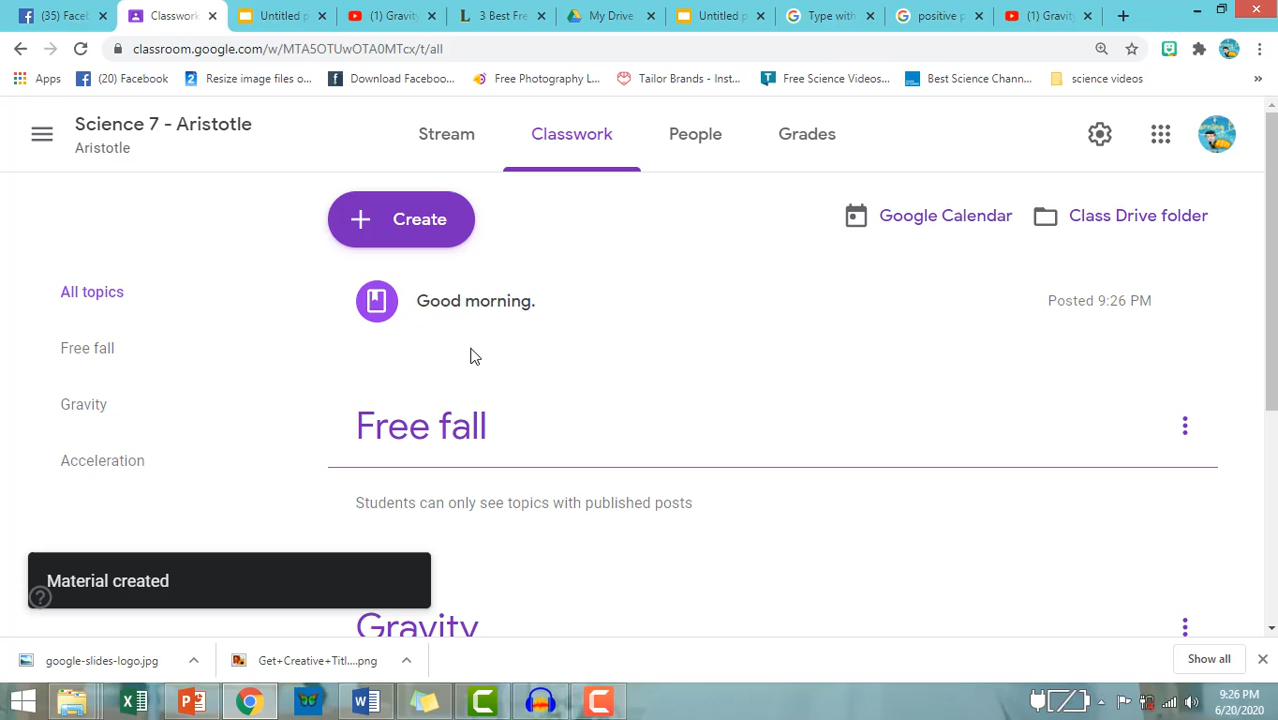 (35) Faceb
Classwork
Untitled p
(1) Gravity
3 Best Fre
My Drive
Untitled p
Type with
positive p
(1) Gravity
classroom.google.com/w/MTA5OTUwOTA0MTcx/t/all
Apps
(20) Facebook
Resize image files o...
Download Faceboo...
Free Photography L...
Tailor Brands - Inst...
Free Science Videos...
Best Science Chann...
science videos
Science 7 - Aristotle
Aristotle
Stream
Classwork
People
Grades
Create
Google Calendar
Class Drive folder
All topics
Free fall
Gravity
Acceleration
Good morning.
Posted 9:26 PM
Free fall
Students can only see topics with published posts
Gravity
Material created
google-slides-logo.jpg
Get+Creative+Titl....png
Show all
9:26 PM
6/20/2020